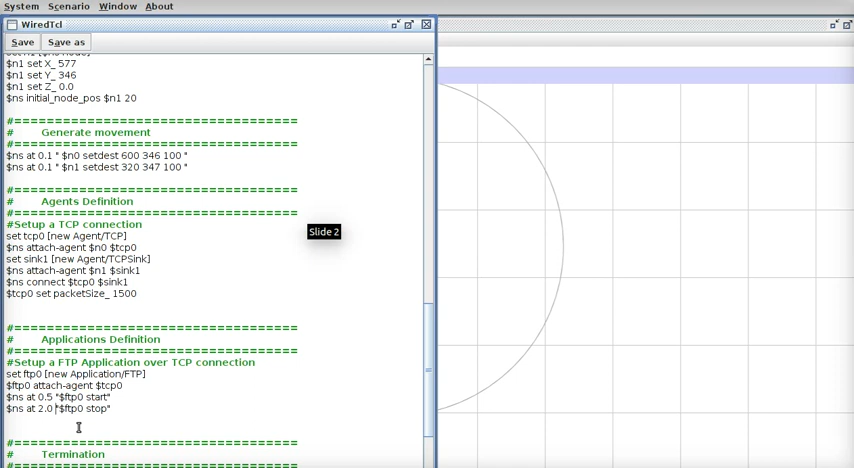 System Scenario Window About
WiredTcl
Save Save as
$n1 set X_ 577
$n1 set Y_ 346
$n1 set Z_ 0.0
$ns initial_node_pos $n1 20
#===================================
# Generate movement
#===================================
$ns at 0.1 " $n0 setdest 600 346 100 "
$ns at 0.1 " $n1 setdest 320 347 100 "
#===================================
# Agents Definition
#===================================
#Setup a TCP connection
set tcp0 [new Agent/TCP]
$ns attach-agent $n0 $tcp0
set sink1 [new Agent/TCPSink]
$ns attach-agent $n1 $sink1
$ns connect $tcp0 $sink1
$tcp0 set packetSize_ 1500
Slide 2
#===================================
# Applications Definition
#===================================
#Setup a FTP Application over TCP connection
set ftp0 [new Application/FTP]
$ftp0 attach-agent $tcp0
$ns at 0.5 "$ftp0 start"
$ns at 2.0 "$ftp0 stop"
#===================================
# Termination
#===================================